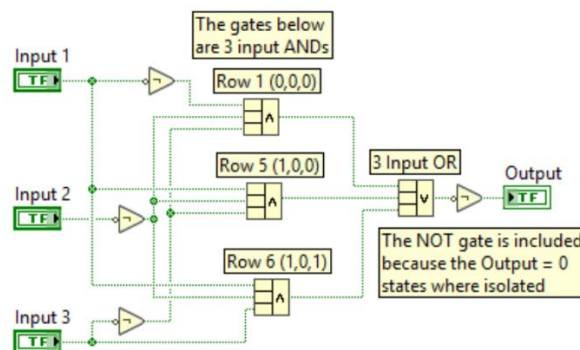 The gates below
are 3 input ANDs
Input 1
TF
Row 1 (0,0,0)
Row 5 (1,0,0)
3 Input OR
Output
TF
Input 2
TF
The NOT gate is included
because the Output = 0
states where isolated
Row 6 (1,0,1)
Input 3
TF